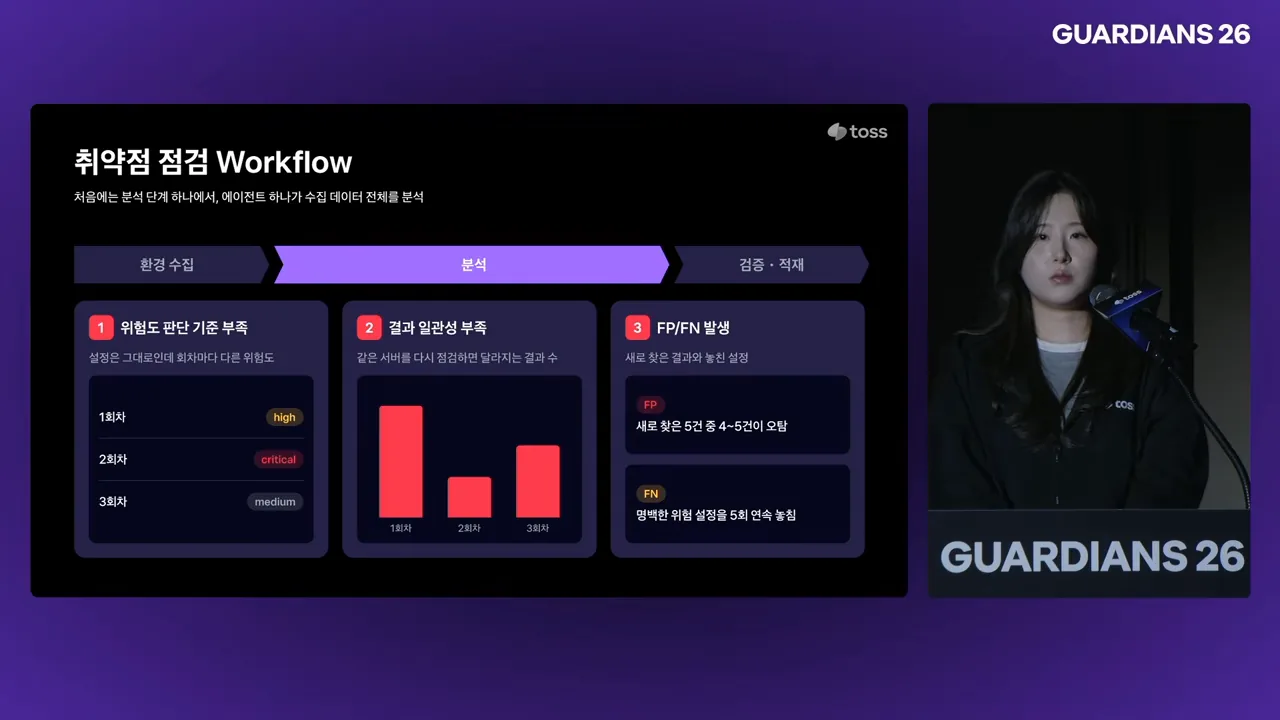 GUARDIANS 26
toss
취약점 점검 Workflow
처음에는 분석 단계 하나에서, 에이전트 하나가 수집 데이터 전체를 분석
환경 수집
분석
검증 · 적재
1 위험도 판단 기준 부족
설정은 그대로인데 회차마다 다른 위험도
1회차 high
2회차 critical
3회차 medium
2 결과 일관성 부족
같은 서버를 다시 점검하면 달라지는 결과 수
1회차 2회차 3회차
3 FP/FN 발생
새로 찾은 결과와 놓친 설정
FP
새로 찾은 5건 중 4~5건이 오탐
FN
명백한 위험 설정을 5회 연속 놓침
toss
toss
GUARDIANS 26